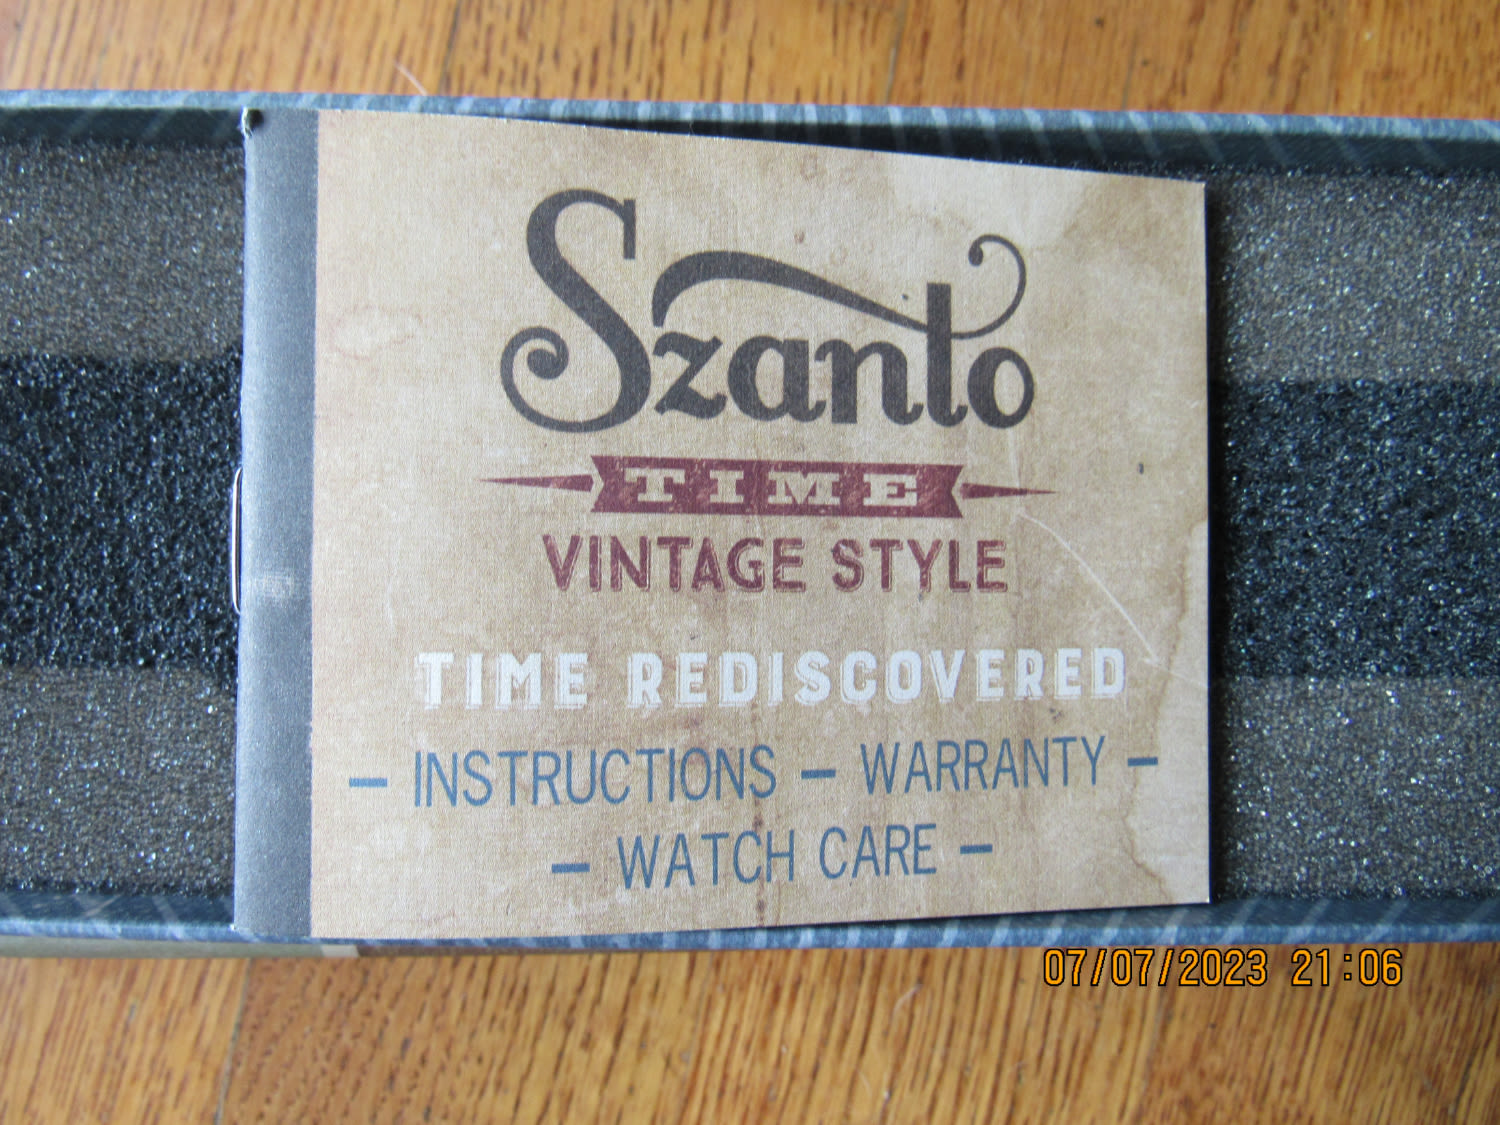 Szanto
TIME
VINTAGE STYLE
TIME REDISCOVERED
– INSTRUCTIONS – WARRANTY –
– WATCH CARE –
07/07/2023 21:06